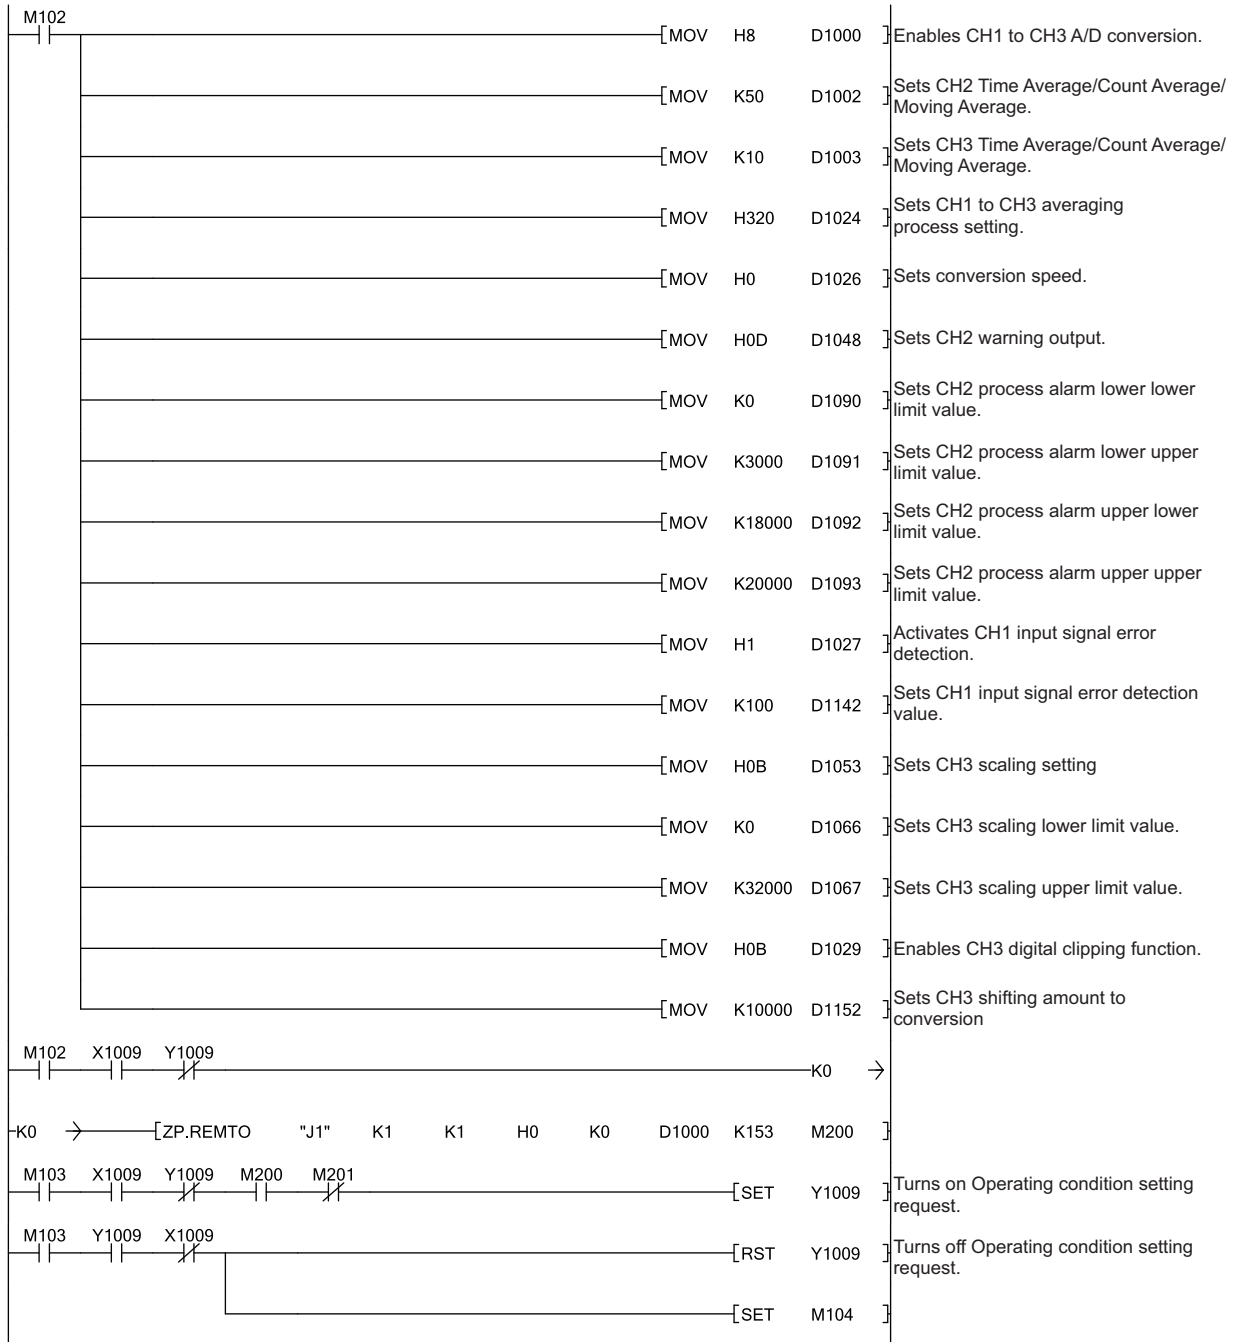 M102
MOV H8 D1000 Enables CH1 to CH3 A/D conversion.
MOV K50 D1002 Sets CH2 Time Average/Count Average/
Moving Average.
MOV K10 D1003 Sets CH3 Time Average/Count Average/
Moving Average.
MOV H320 D1024 Sets CH1 to CH3 averaging
process setting.
MOV H0 D1026 Sets conversion speed.
MOV H0D D1048 Sets CH2 warning output.
MOV K0 D1090 Sets CH2 process alarm lower lower
limit value.
MOV K3000 D1091 Sets CH2 process alarm lower upper
limit value.
MOV K18000 D1092 Sets CH2 process alarm upper lower
limit value.
MOV K20000 D1093 Sets CH2 process alarm upper upper
limit value.
MOV H1 D1027 Activates CH1 input signal error
detection.
MOV K100 D1142 Sets CH1 input signal error detection
value.
MOV H0B D1053 Sets CH3 scaling setting
MOV K0 D1066 Sets CH3 scaling lower limit value.
MOV K32000 D1067 Sets CH3 scaling upper limit value.
MOV H0B D1029 Enables CH3 digital clipping function.
MOV K10000 D1152 Sets CH3 shifting amount to
conversion
M102 X1009 Y1009
K0
K0 ZP.REMTO "J1" K1 K1 H0 K0 D1000 K153 M200
M103 X1009 Y1009 M200 M201
SET Y1009 Turns on Operating condition setting
request.
M103 Y1009 X1009
RST Y1009 Turns off Operating condition setting
request.
SET M104